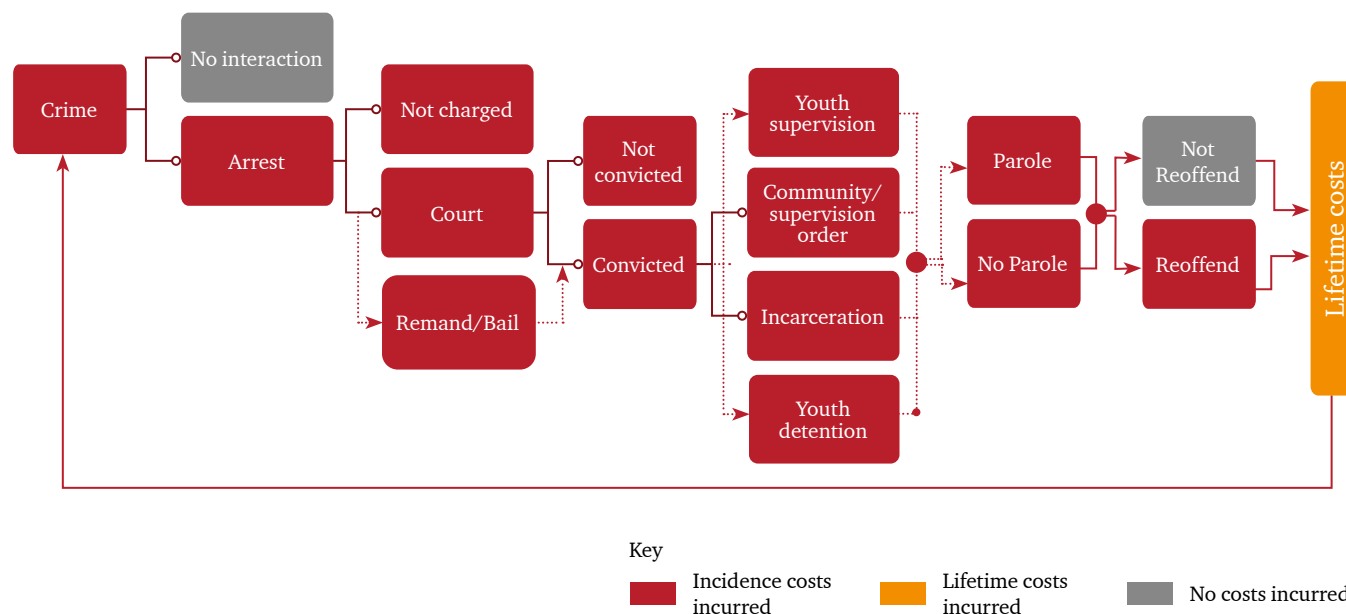 Crime
No interaction
Arrest
Not charged
Court
Remand/Bail
Not
convicted
Convicted
Youth
supervision
Community/
supervision
order
Incarceration
Youth
detention
Parole
No Parole
Not
Reoffend
Reoffend
Lifetime costs
Key
Incidence costs
incurred
Lifetime costs
incurred
No costs incurred